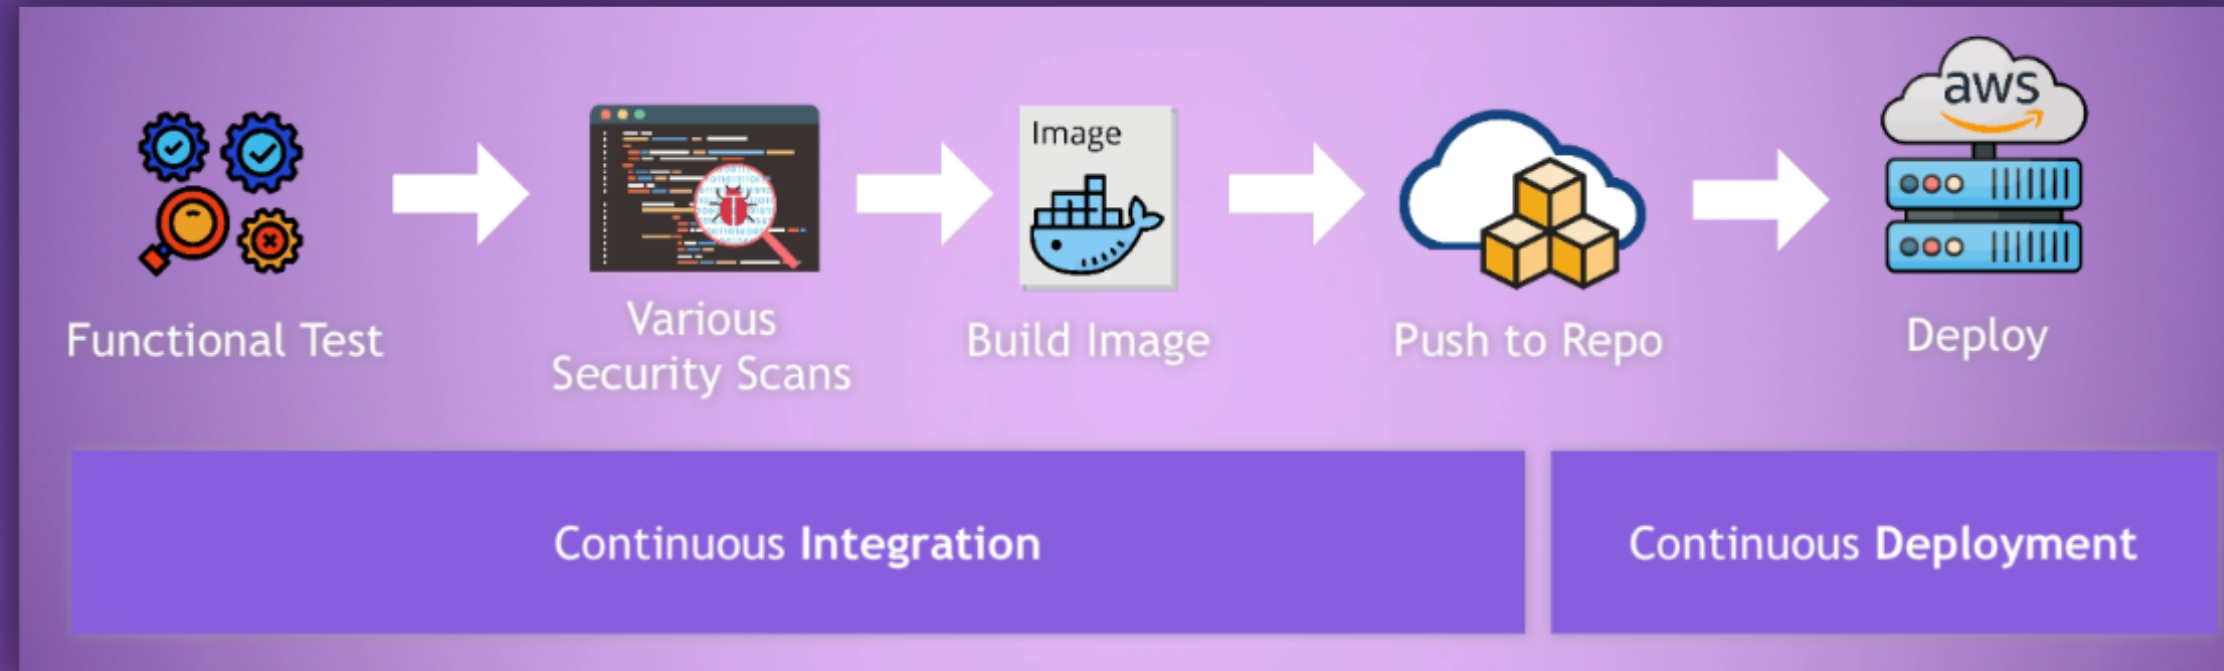 aws
Image
Functional Test
Various
Security Scans
Build Image
Push to Repo
Deploy
Continuous Integration
Continuous Deployment